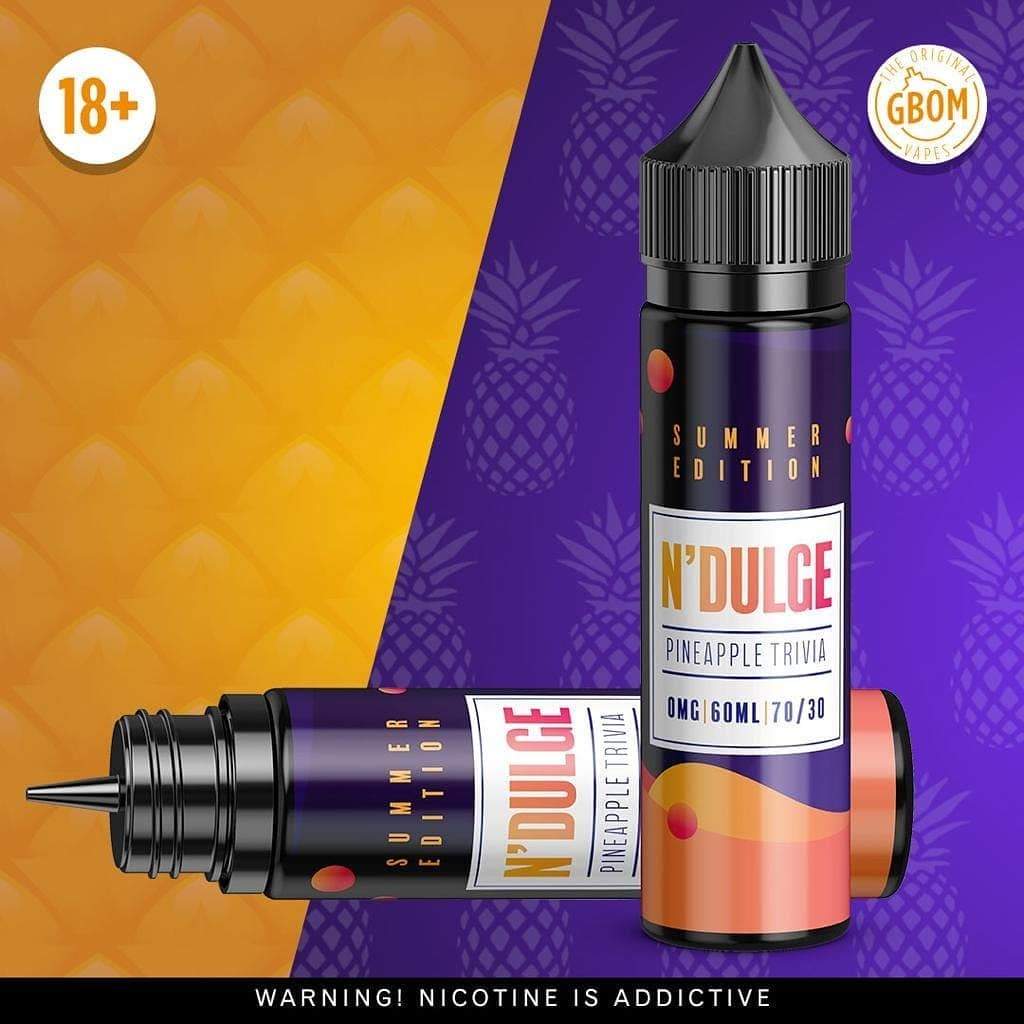 18+
THE ORIGINAL
GBOM
VAPES
SUMMER
EDITION
N'DULGE
PINEAPPLE TRIVIA
0MG|60ML|70/30
SUMMER
EDITION
N'DULGE
PINEAPPLE TRIVIA
WARNING! NICOTINE IS ADDICTIVE